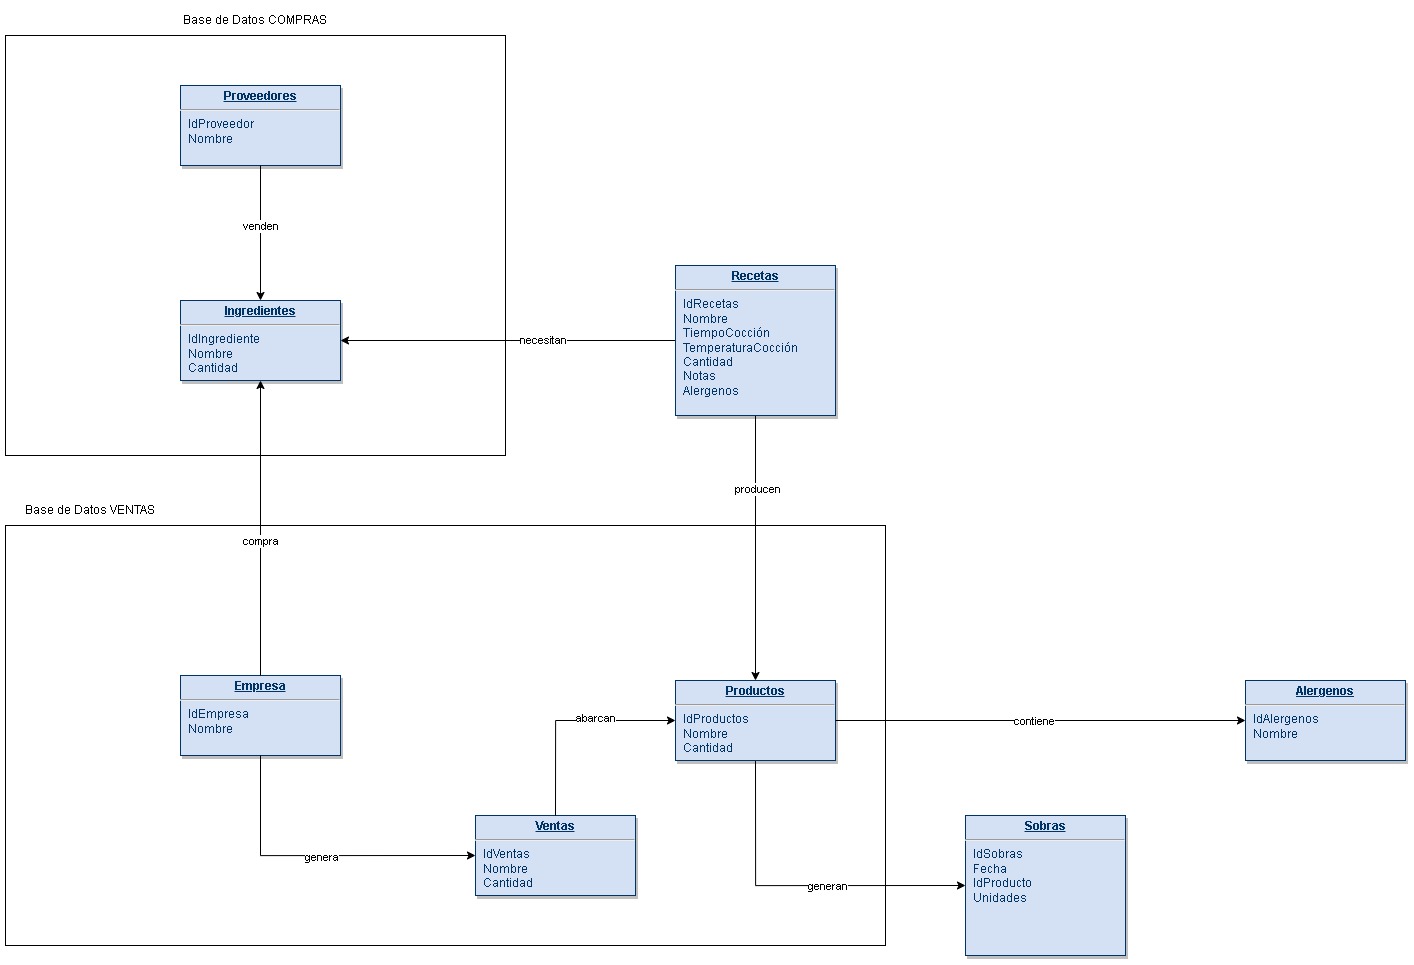 Base de Datos COMPRAS
Proveedores
IdProveedor
Nombre
venden
Ingredientes
IdIngrediente
Nombre
Cantidad
necesitan
Recetas
IdRecetas
Nombre
TiempoCocción
TemperaturaCocción
Cantidad
Notas
Alergenos
producen
Base de Datos VENTAS
compra
Empresa
IdEmpresa
Nombre
genera
Ventas
IdVentas
Nombre
Cantidad
abarcan
Productos
IdProductos
Nombre
Cantidad
contiene
Alergenos
IdAlergenos
Nombre
generan
Sobras
IdSobras
Fecha
IdProducto
Unidades